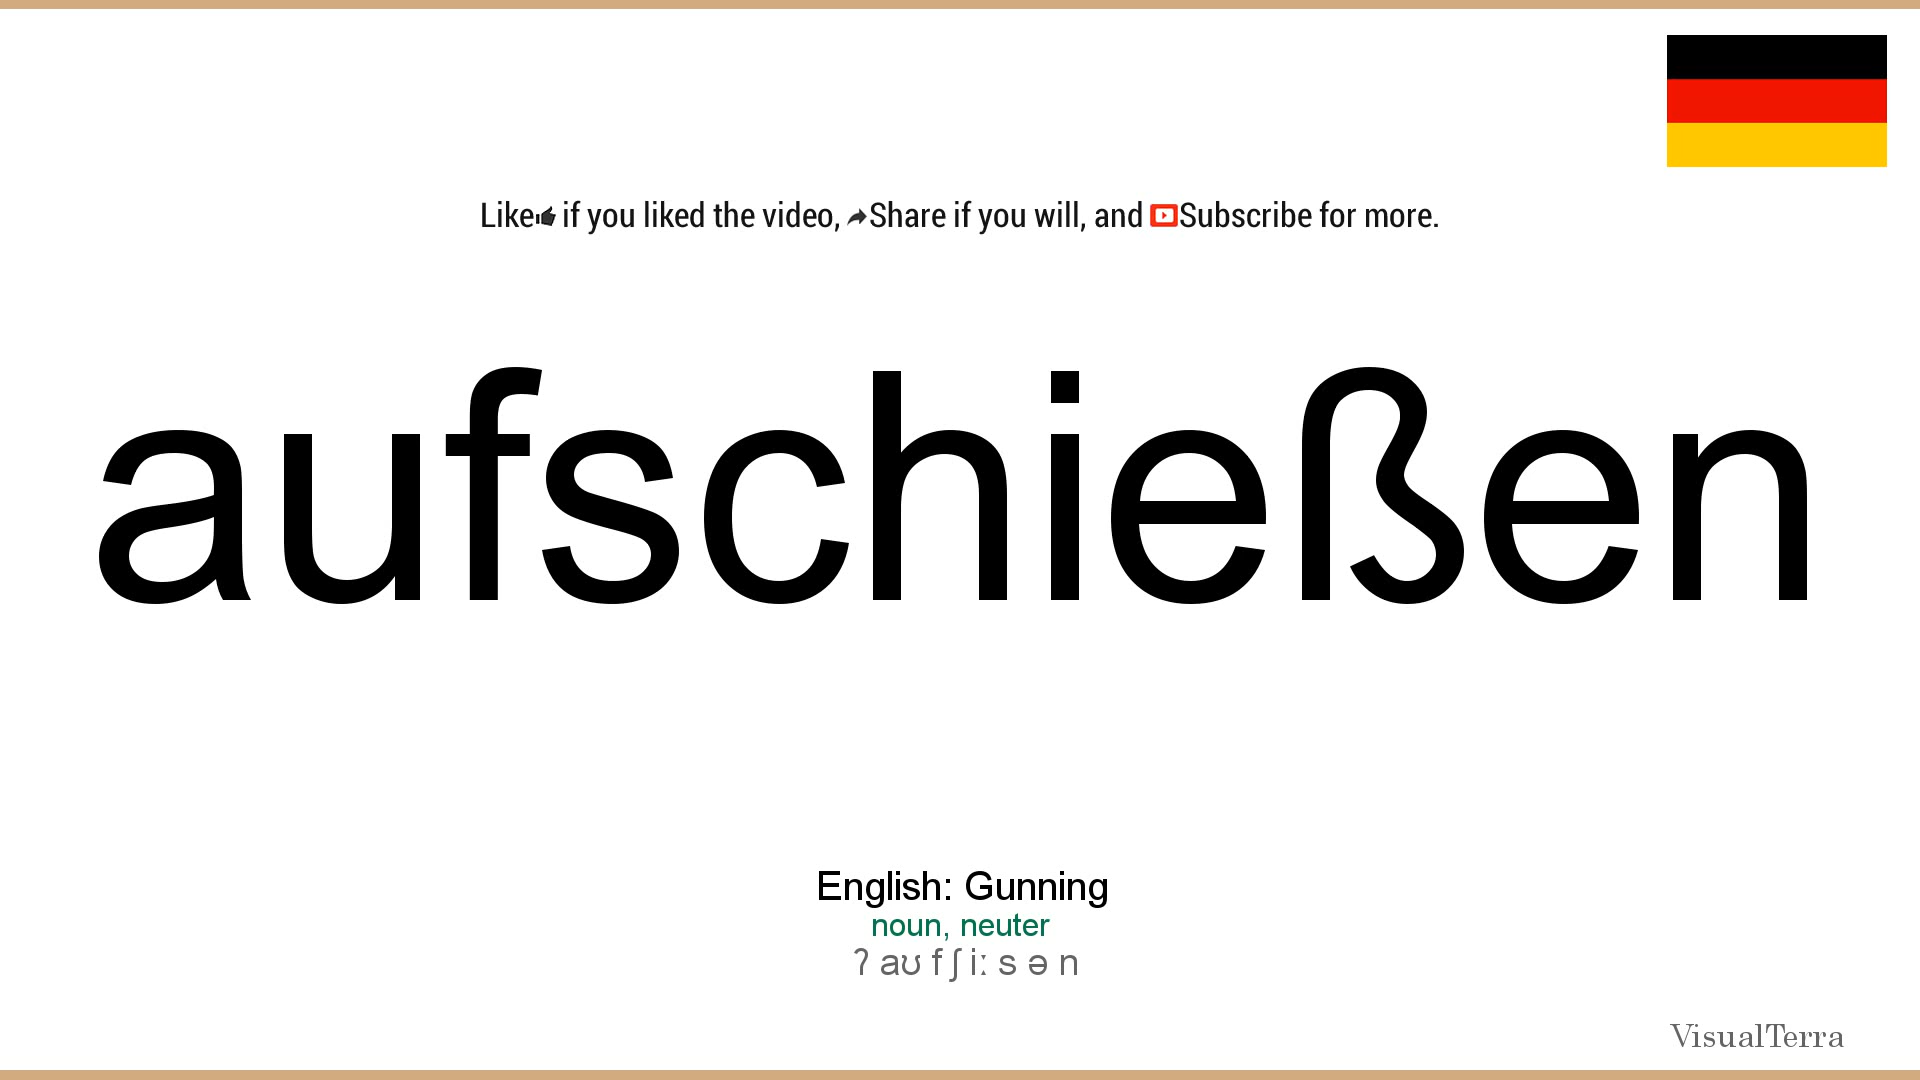 Like if you liked the video, Share if you will, and Subscribe for more.
aufschießen
English: Gunning
noun, neuter
ʔ aʊ f ʃ iː s ə n
VisualTerra